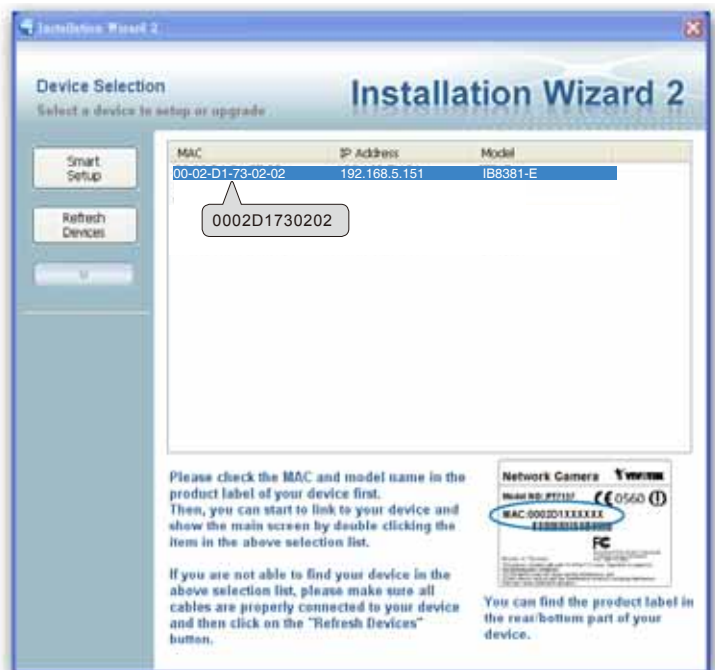 Installation Wizard 2
Device Selection
Select a device to setup or upgrade
Installation Wizard 2
Smart
Setup
Refresh
Devices
MAC IP Address Model
00-02-D1-73-02-02 192.168.5.151 IB8381-E
0002D1730202
Please check the MAC and model name in the
product label of your device first.
Then, you can start to link to your device and
show the main screen by double clicking the
item in the above selection list.
If you are not able to find your device in the
above selection list, please make sure all
cables are properly connected to your device
and then click on the "Refresh Devices"
button.
Network Camera VIVOTEK
Model NO: PT7137 CE 0560
MAC:0002D1XXXXXX
FC
You can find the product label in
the rear/bottom part of your
device.